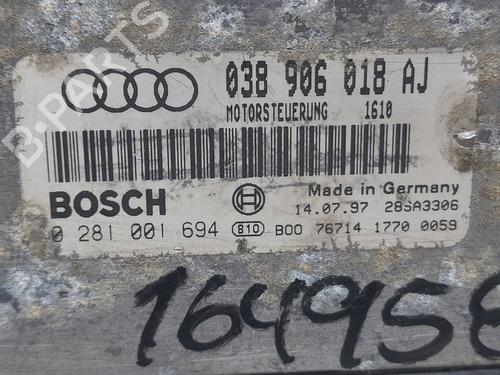 038 906 018 AJ
MOTORSTEUERUNG 1610
BOSCH
Made in Germany
14.07.97 28SA3306
0 281 001 694 810 B00 76714 1770 0059
B-PARTS
164958